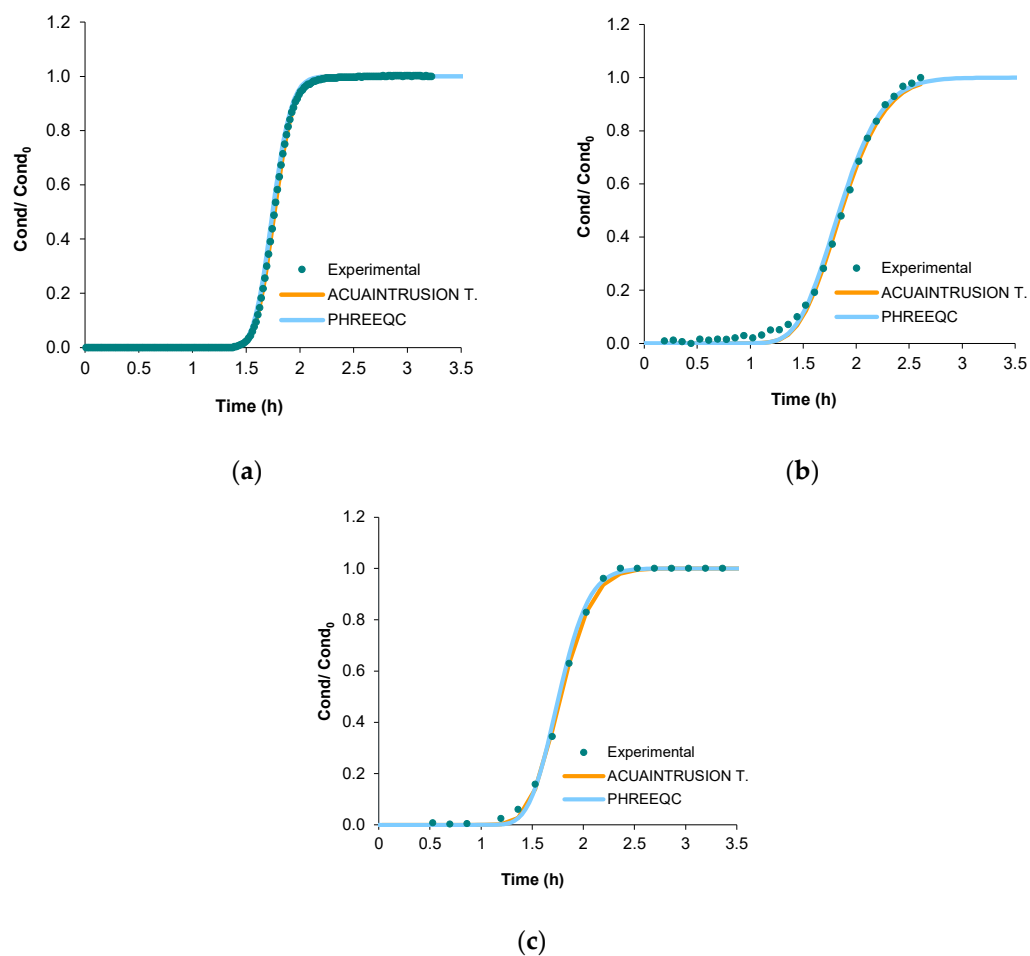 1.2
1.0
0.8
0.6
0.4
0.2
0.0
Cond/ Cond0
0
0.5
1
1.5
2
2.5
3
3.5
Time (h)
Experimental
ACUAINTRUSION T.
PHREEQC
(a)
1.2
1.0
0.8
0.6
0.4
0.2
0.0
Cond/ Cond0
0
0.5
1
1.5
2
2.5
3
3.5
Time (h)
Experimental
ACUAINTRUSION T.
PHREEQC
(b)
1.2
1.0
0.8
0.6
0.4
0.2
0.0
Cond/ Cond0
0
0.5
1
1.5
2
2.5
3
3.5
Time (h)
Experimental
ACUAINTRUSION T.
PHREEQC
(c)